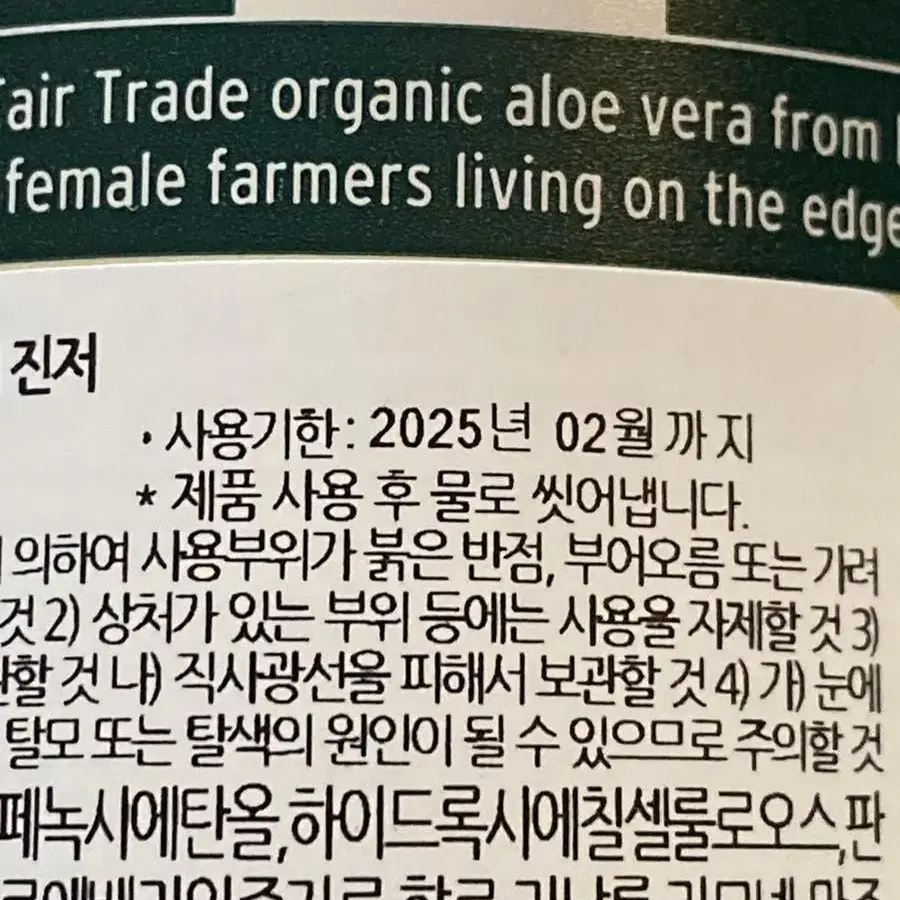 air Trade organic aloe vera from
female farmers living on the edge
진저
· 사용기한: 2025년 02월 까지
* 제품 사용 후 물로 씻어냅니다.
의하여 사용부위가 붉은 반점, 부어오름 또는 가려
것 2) 상처가 있는 부위 등에는 사용을 자제할 것 3)
할 것 나) 직사광선을 피해서 보관할 것 4) 가) 눈에
탈모 또는 탈색의 원인이 될 수 있으므로 주의할 것
페녹시에탄올,하이드록시에칠셀룰로오스,판